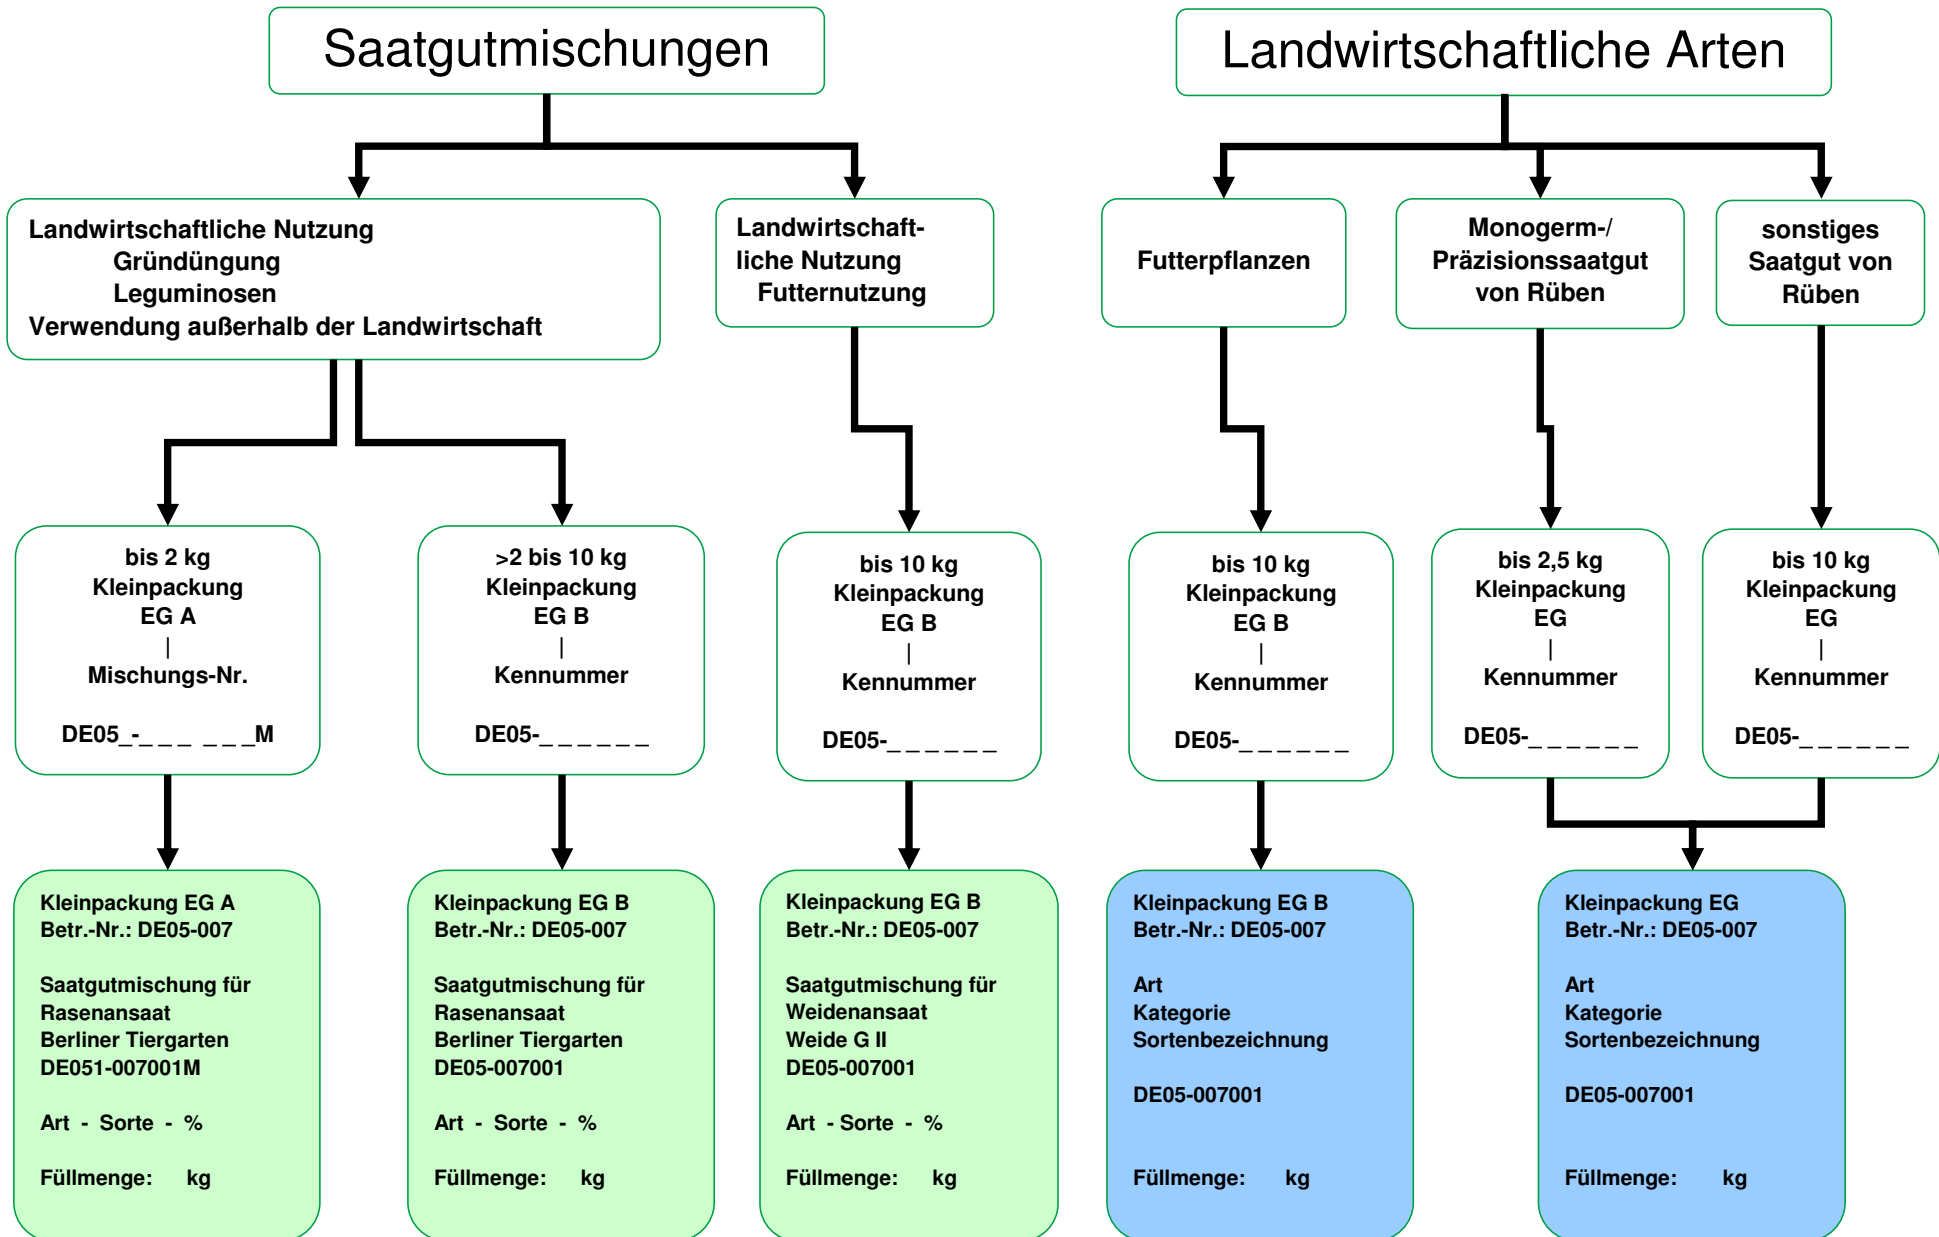 Saatgutmischungen
Landwirtschaftliche Arten
Landwirtschaftliche Nutzung
Gründüngung
Leguminosen
Verwendung außerhalb der Landwirtschaft
Landwirtschaft-
liche Nutzung
Futternutzung
Futterpflanzen
Monogerm-/
Präzisionssaatgut
von Rüben
sonstiges
Saatgut von
Rüben
bis 2 kg
Kleinpackung
EG A
|
Mischungs-Nr.
DE05_-_ _ _ _ _ _M
>2 bis 10 kg
Kleinpackung
EG B
|
Kennummer
DE05-_ _ _ _ _ _
bis 10 kg
Kleinpackung
EG B
|
Kennummer
DE05-_ _ _ _ _ _
bis 10 kg
Kleinpackung
EG B
|
Kennummer
DE05-_ _ _ _ _ _
bis 2,5 kg
Kleinpackung
EG
|
Kennummer
DE05-_ _ _ _ _ _
bis 10 kg
Kleinpackung
EG
|
Kennummer
DE05-_ _ _ _ _ _
Kleinpackung EG A
Betr.-Nr.: DE05-007
Saatgutmischung für
Rasenansaat
Berliner Tiergarten
DE051-007001M
Art - Sorte - %
Füllmenge: kg
Kleinpackung EG B
Betr.-Nr.: DE05-007
Saatgutmischung für
Rasenansaat
Berliner Tiergarten
DE05-007001
Art - Sorte - %
Füllmenge: kg
Kleinpackung EG B
Betr.-Nr.: DE05-007
Saatgutmischung für
Weidenansaat
Weide G II
DE05-007001
Art - Sorte - %
Füllmenge: kg
Kleinpackung EG B
Betr.-Nr.: DE05-007
Art
Kategorie
Sortenbezeichnung
DE05-007001
Füllmenge: kg
Kleinpackung EG
Betr.-Nr.: DE05-007
Art
Kategorie
Sortenbezeichnung
DE05-007001
Füllmenge: kg